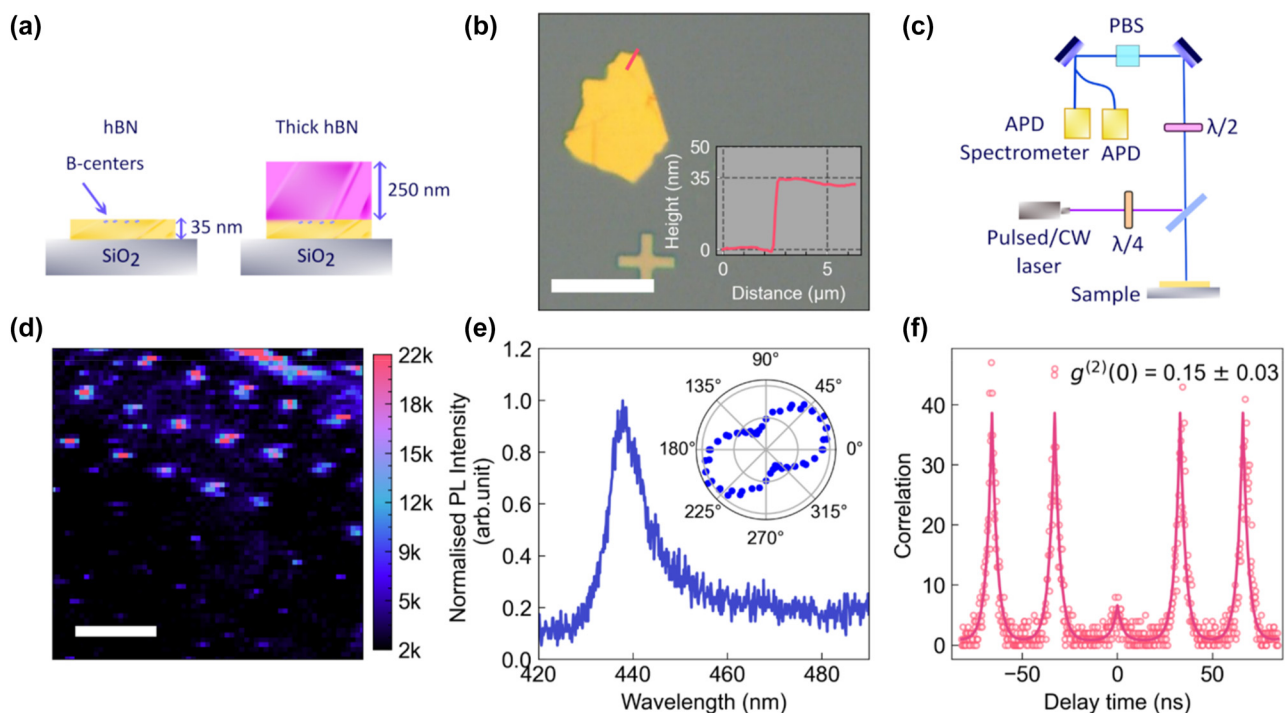 (a)
hBN
Thick hBN
B-centers
250 nm
35 nm
SiO₂
SiO₂
(b)
Height (nm)
50
35
0
0
5
Distance (μm)
(c)
PBS
APD
Spectrometer
APD
λ/2
Pulsed/CW
laser
λ/4
Sample
(d)
22k
18k
15k
12k
9k
5k
2k
(e)
Normalised PL Intensity
(arb.unit)
1.2
1.0
0.8
0.6
0.4
0.2
0.0
420
440
460
480
Wavelength (nm)
90°
135°
45°
180°
0°
225°
315°
270°
(f)
g⁽²⁾(0) = 0.15 ± 0.03
Correlation
40
30
20
10
0
−50
0
50
Delay time (ns)